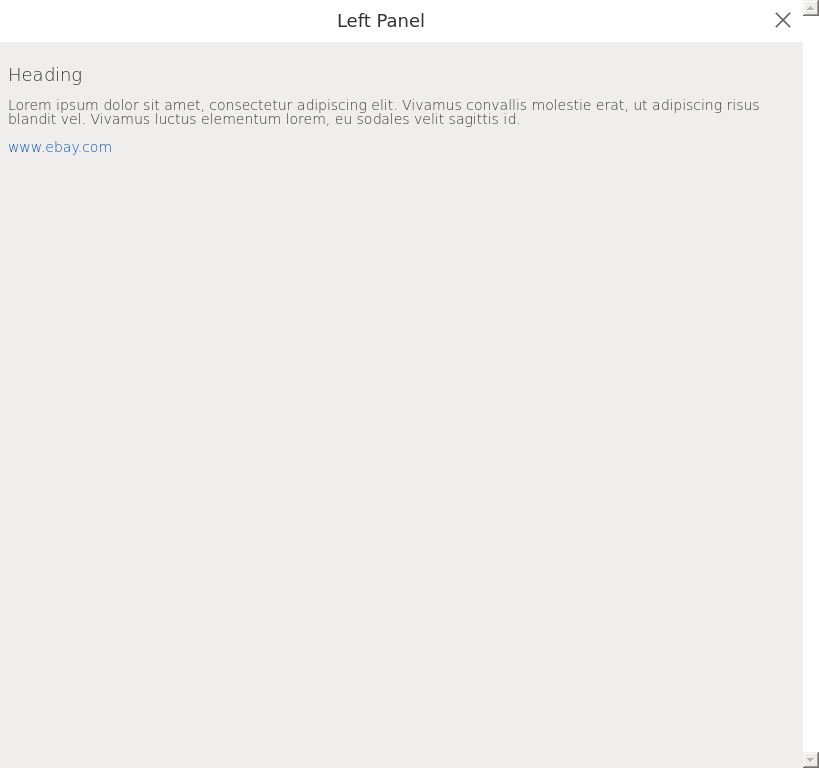 Left Panel
Heading
Lorem ipsum dolor sit amet, consectetur adipiscing elit. Vivamus convallis molestie erat, ut adipiscing risus
blandit vel. Vivamus luctus elementum lorem, eu sodales velit sagittis id.
www.ebay.com